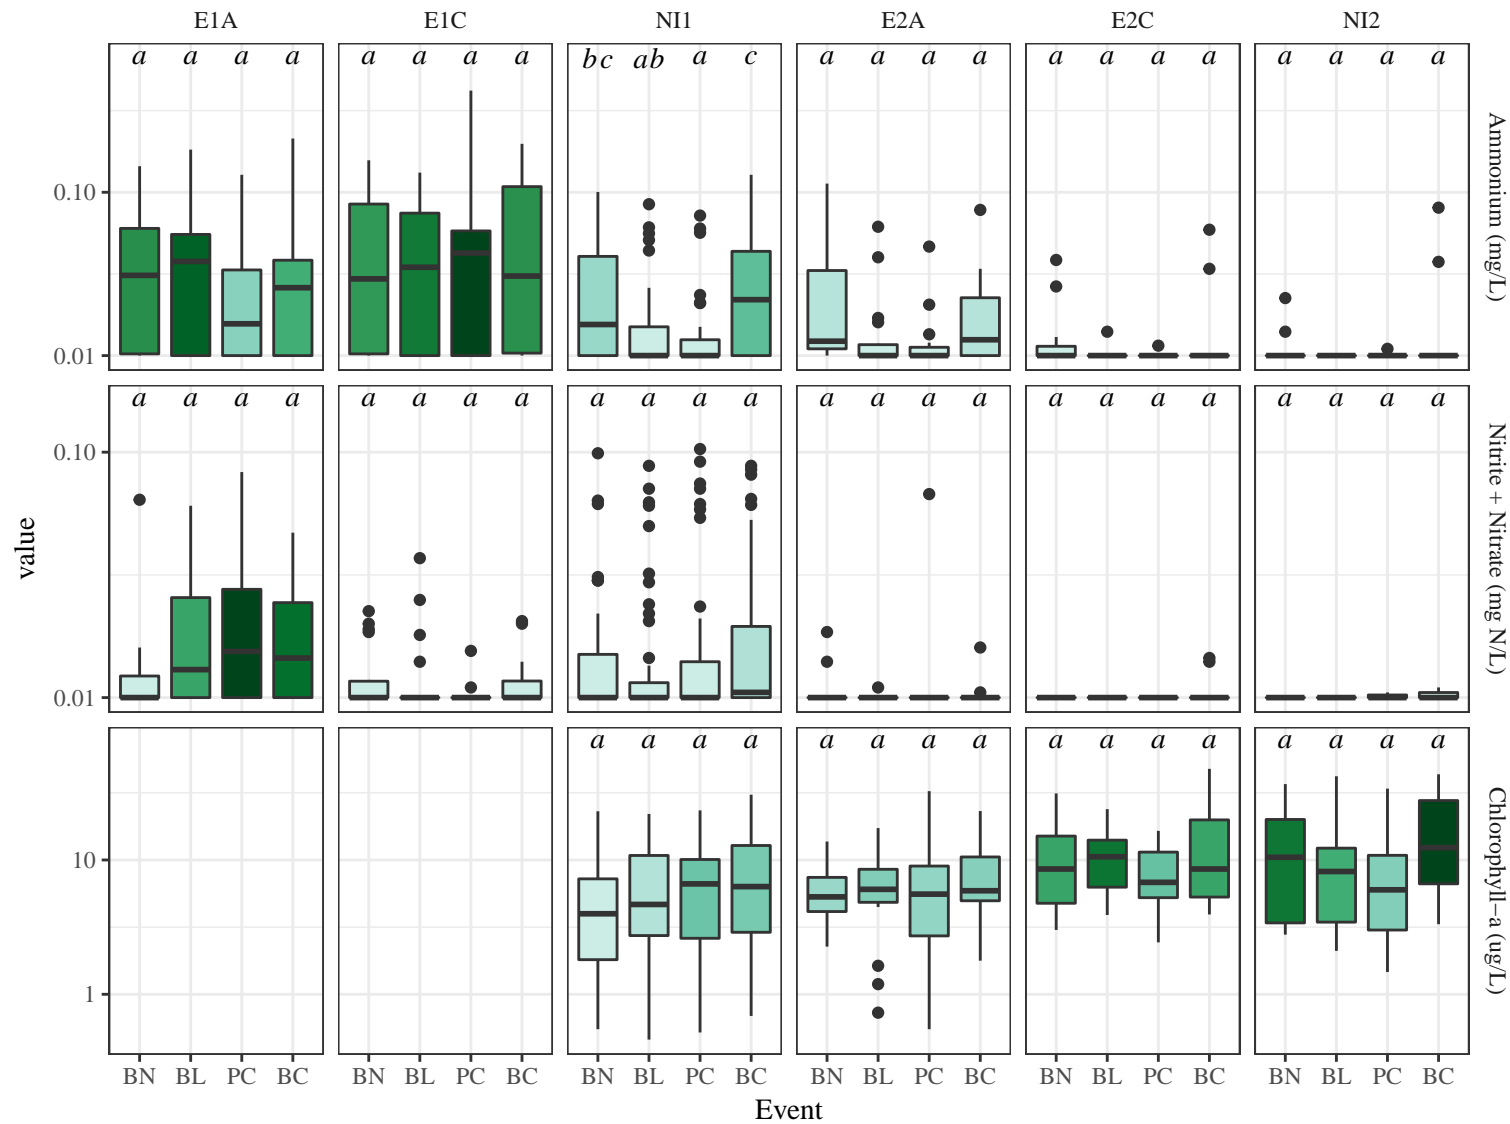 E1A E1C NI1 E2A E2C NI2
a a a a a a a a bc ab a c a a a a a a a a a a a a
0.10
0.01
Ammonium (mg/L)
a a a a a a a a a a a a a a a a a a a a a a a a
0.10
0.01
Nitrite + Nitrate (mg N/L)
value
a a a a a a a a a a a a a a a a
10
1
Chlorophyll−a (ug/L)
BN BL PC BC BN BL PC BC BN BL PC BC BN BL PC BC BN BL PC BC BN BL PC BC
Event